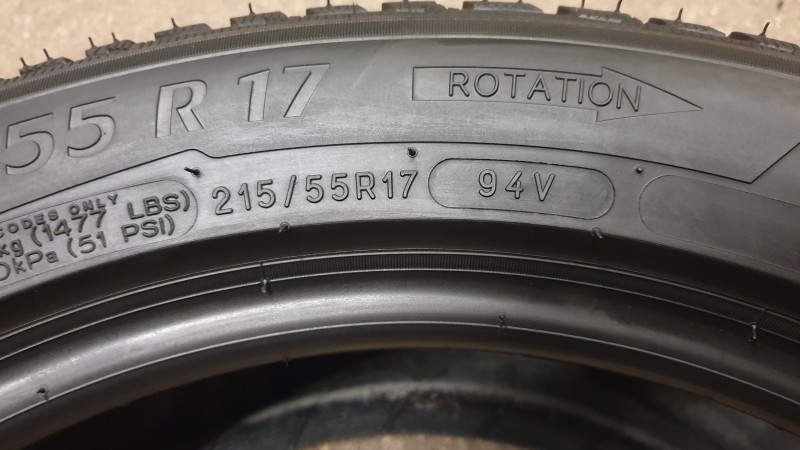 55 R 17
ROTATION
215/55R17 94V
CODES ONLY
kg (1477 LBS)
kPa (51 PSI)